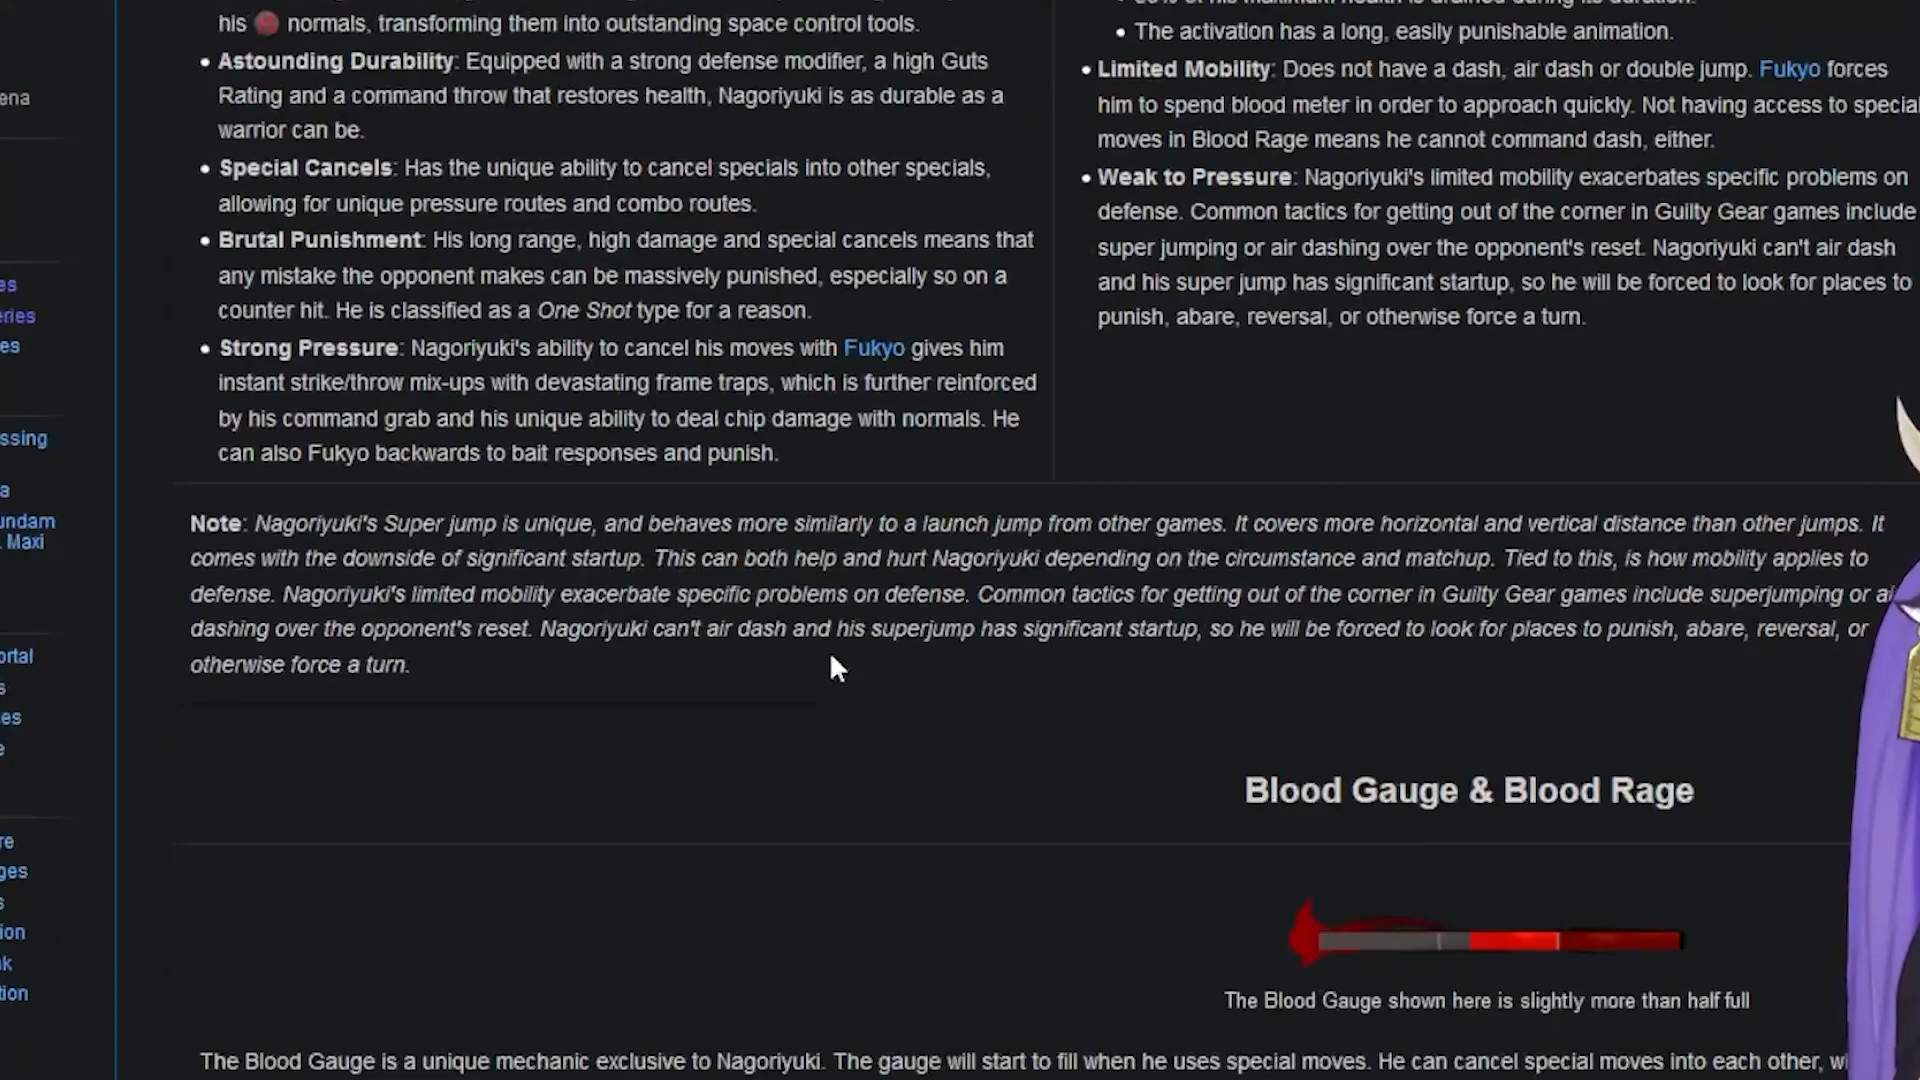 his normals, transforming them into outstanding space control tools.
• Astounding Durability: Equipped with a strong defense modifier, a high Guts
Rating and a command throw that restores health, Nagoriyuki is as durable as a
warrior can be.
• Special Cancels: Has the unique ability to cancel specials into other specials,
allowing for unique pressure routes and combo routes.
• Brutal Punishment: His long range, high damage and special cancels means that
any mistake the opponent makes can be massively punished, especially so on a
counter hit. He is classified as a One Shot type for a reason.
• Strong Pressure: Nagoriyuki's ability to cancel his moves with Fukyo gives him
instant strike/throw mix-ups with devastating frame traps, which is further reinforced
by his command grab and his unique ability to deal chip damage with normals. He
can also Fukyo backwards to bait responses and punish.
• The activation has a long, easily punishable animation.
• Limited Mobility: Does not have a dash, air dash or double jump. Fukyo forces
him to spend blood meter in order to approach quickly. Not having access to special
moves in Blood Rage means he cannot command dash, either.
• Weak to Pressure: Nagoriyuki's limited mobility exacerbates specific problems on
defense. Common tactics for getting out of the corner in Guilty Gear games include
super jumping or air dashing over the opponent's reset. Nagoriyuki can't air dash
and his super jump has significant startup, so he will be forced to look for places to
punish, abare, reversal, or otherwise force a turn.
Note: Nagoriyuki's Super jump is unique, and behaves more similarly to a launch jump from other games. It covers more horizontal and vertical distance than other jumps. It
comes with the downside of significant startup. This can both help and hurt Nagoriyuki depending on the circumstance and matchup. Tied to this, is how mobility applies to
defense. Nagoriyuki's limited mobility exacerbate specific problems on defense. Common tactics for getting out of the corner in Guilty Gear games include superjumping or ai
dashing over the opponent's reset. Nagoriyuki can't air dash and his superjump has significant startup, so he will be forced to look for places to punish, abare, reversal, or
otherwise force a turn.
Blood Gauge & Blood Rage
The Blood Gauge shown here is slightly more than half full
The Blood Gauge is a unique mechanic exclusive to Nagoriyuki. The gauge will start to fill when he uses special moves. He can cancel special moves into each other, w
ena
es
eries
es
ssing
a
undam
Maxi
ortal
s
es
e
re
ges
s
ion
k
tion